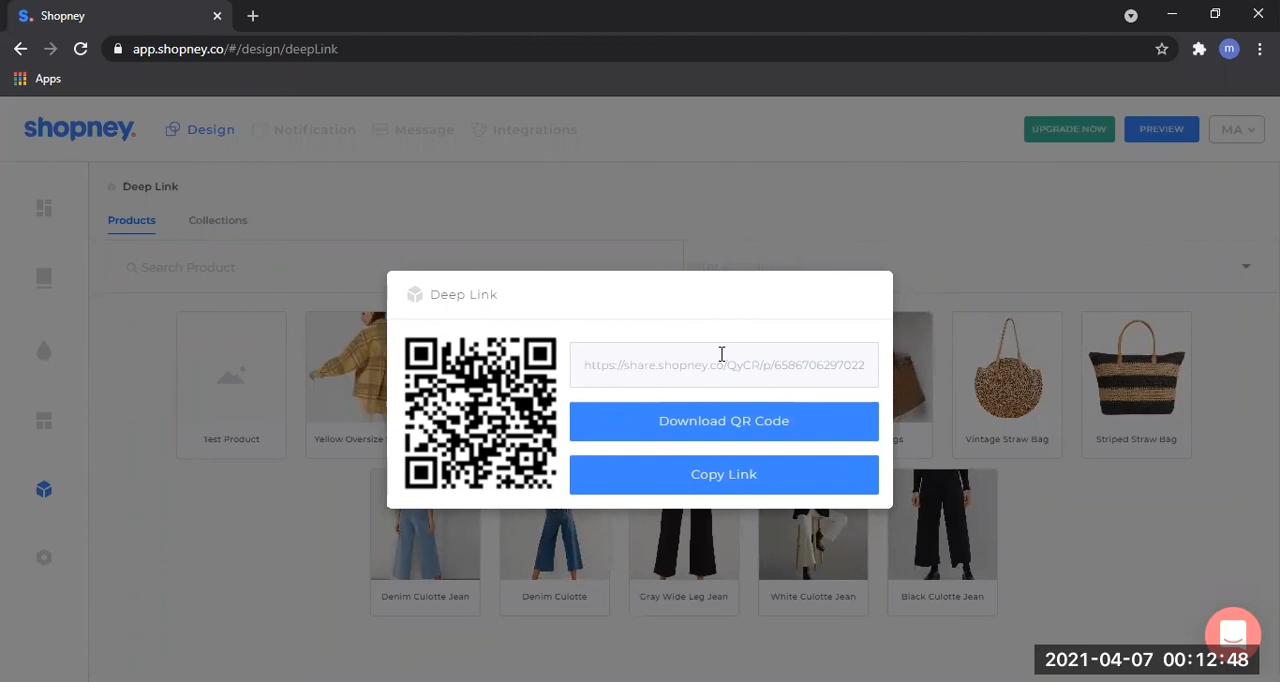 Shopney
app.shopney.co/#/design/deepLink
m
Apps
shopney.
Design
Notification
Message
Integrations
UPGRADE NOW
PREVIEW
MA
Deep Link
Products
Collections
Search Product
Deep Link
https://share.shopney.co/QyCR/p/6586706297022
Download QR Code
Copy Link
Test Product
Yellow Oversize
Vintage Straw Bag
Striped Straw Bag
Denim Culotte Jean
Denim Culotte
Gray Wide Leg Jean
White Culotte Jean
Black Culotte Jean
2021-04-07 00:12:48